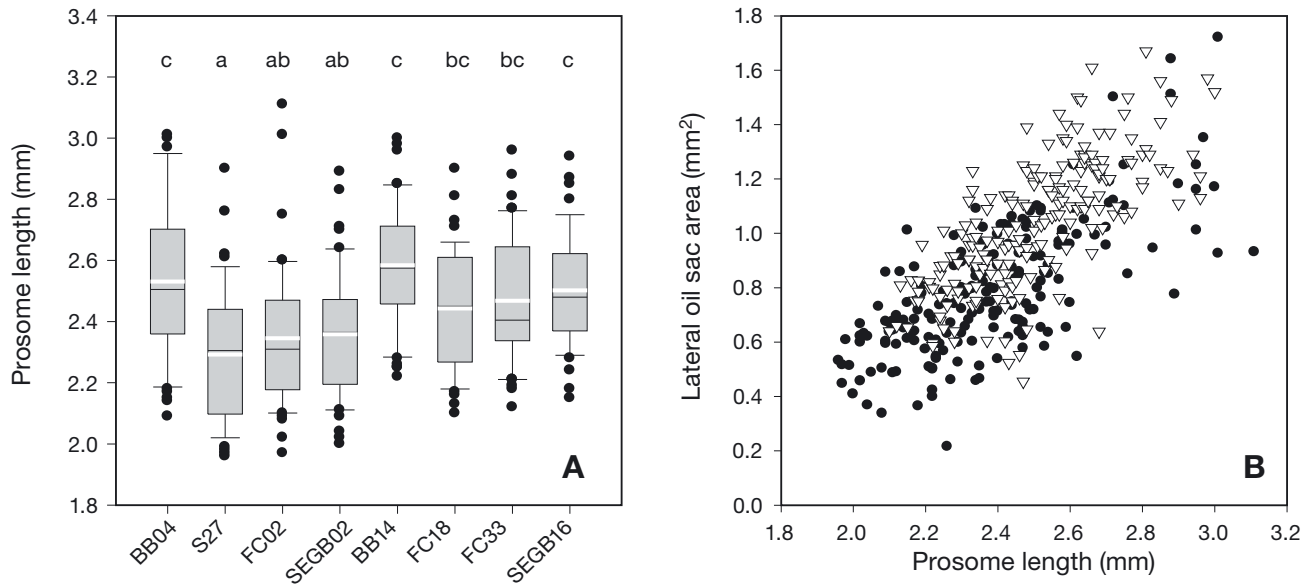 3.4
3.2
3.0
2.8
2.6
2.4
2.2
2.0
1.8
Prosome length (mm)
c a ab ab c bc bc c
A
BB04 S27 FC02 SEGB02 BB14 FC18 FC33 SEGB16
1.8
1.6
1.4
1.2
1.0
0.8
0.6
0.4
0.2
0.0
Lateral oil sac area (mm²)
B
1.8 2.0 2.2 2.4 2.6 2.8 3.0 3.2
Prosome length (mm)